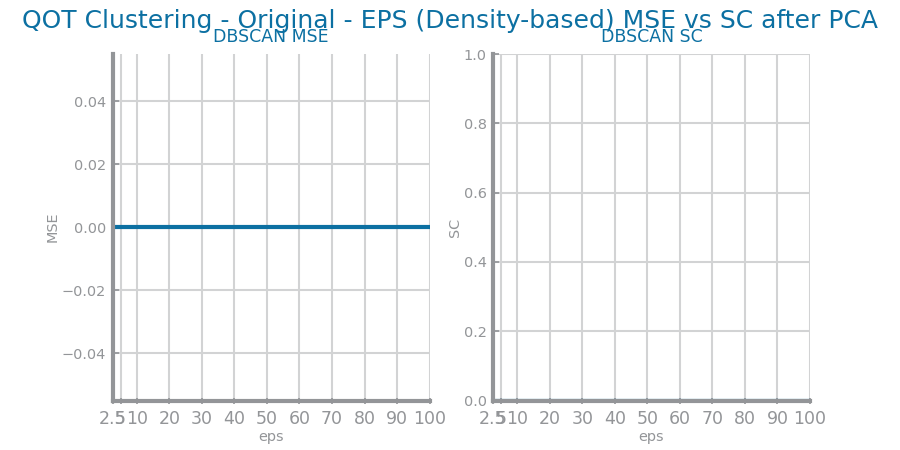 QOT Clustering - Original - EPS (Density-based) MSE vs SC after PCA
DBSCAN MSE
DBSCAN SC
MSE
0.04
0.02
0.00
−0.02
−0.04
2.5 5 10 20 30 40 50 60 70 80 90 100
eps
SC
1.0
0.8
0.6
0.4
0.2
0.0
2.5 5 10 20 30 40 50 60 70 80 90 100
eps